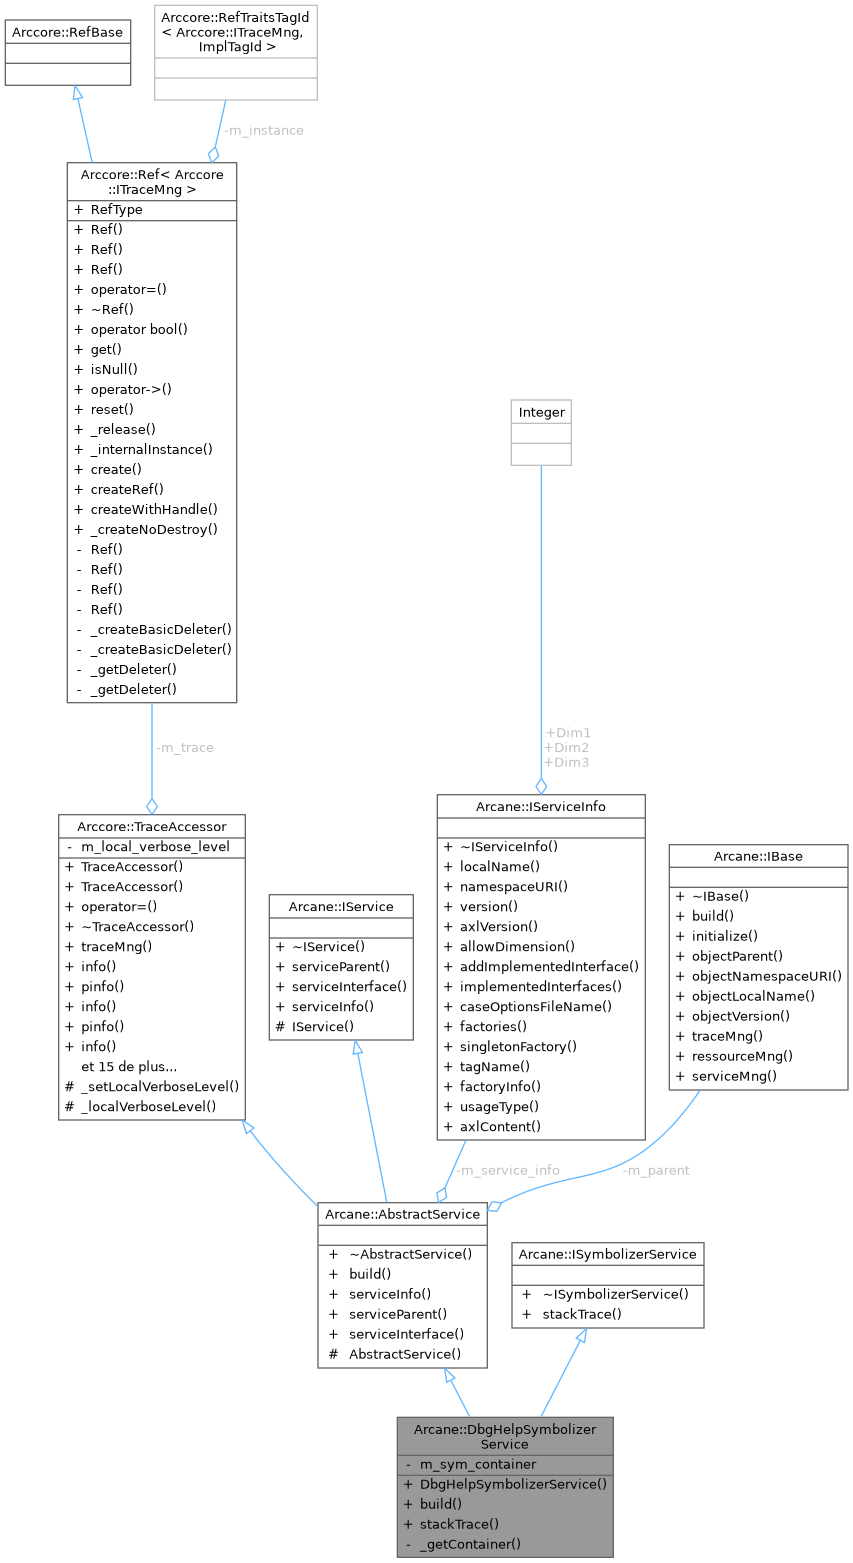 Arccore::RefBase
Arccore::RefTraitsTagId
< Arccore::ITraceMng,
ImplTagId >
-m_instance
Arccore::Ref< Arccore
::ITraceMng >
+ RefType
+ Ref()
+ Ref()
+ Ref()
+ operator=()
+ ~Ref()
+ operator bool()
+ get()
+ isNull()
+ operator->()
+ reset()
+ _release()
+ _internalInstance()
+ create()
+ createRef()
+ createWithHandle()
+ _createNoDestroy()
- Ref()
- Ref()
- Ref()
- Ref()
- _createBasicDeleter()
- _createBasicDeleter()
- _getDeleter()
- _getDeleter()
-m_trace
Integer
+Dim1
+Dim2
+Dim3
Arccore::TraceAccessor
- m_local_verbose_level
+ TraceAccessor()
+ TraceAccessor()
+ operator=()
+ ~TraceAccessor()
+ traceMng()
+ info()
+ pinfo()
+ info()
+ pinfo()
+ info()
et 15 de plus...
# _setLocalVerboseLevel()
# _localVerboseLevel()
Arcane::IService
+ ~IService()
+ serviceParent()
+ serviceInterface()
+ serviceInfo()
# IService()
Arcane::IServiceInfo
+ ~IServiceInfo()
+ localName()
+ namespaceURI()
+ version()
+ axlVersion()
+ allowDimension()
+ addImplementedInterface()
+ implementedInterfaces()
+ caseOptionsFileName()
+ factories()
+ singletonFactory()
+ tagName()
+ factoryInfo()
+ usageType()
+ axlContent()
Arcane::IBase
+ ~IBase()
+ build()
+ initialize()
+ objectParent()
+ objectNamespaceURI()
+ objectLocalName()
+ objectVersion()
+ traceMng()
+ ressourceMng()
+ serviceMng()
-m_service_info
-m_parent
Arcane::AbstractService
+ ~AbstractService()
+ build()
+ serviceInfo()
+ serviceParent()
+ serviceInterface()
# AbstractService()
Arcane::ISymbolizerService
+ ~ISymbolizerService()
+ stackTrace()
Arcane::DbgHelpSymbolizer
Service
- m_sym_container
+ DbgHelpSymbolizerService()
+ build()
+ stackTrace()
- _getContainer()